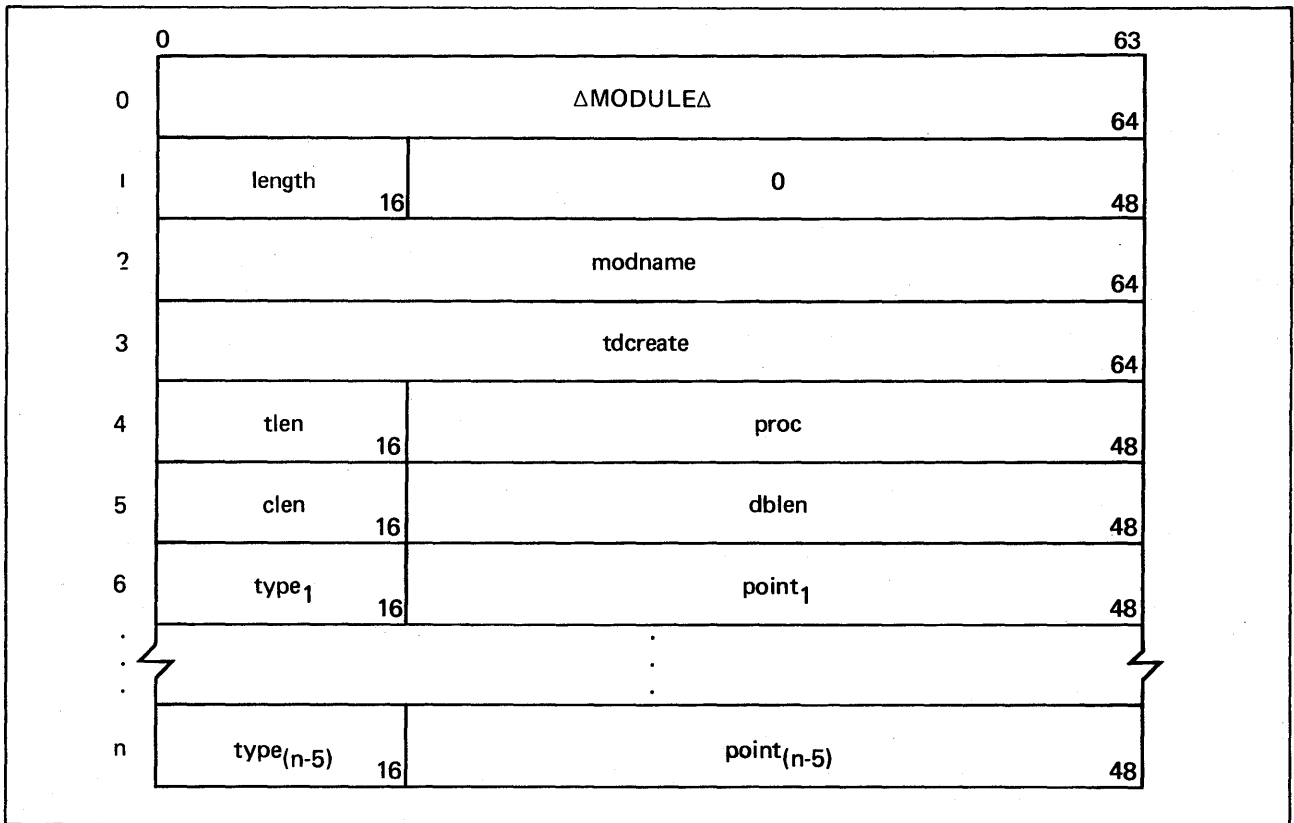 0 63
0 ΔMODULEΔ 64
1 length 16 0 48
2 modname 64
3 tdcreate 64
4 tlen 16 proc 48
5 clen 16 dblen 48
6 type1 16 point1 48
. .
. .
. .
n type(n-5) 16 point(n-5) 48